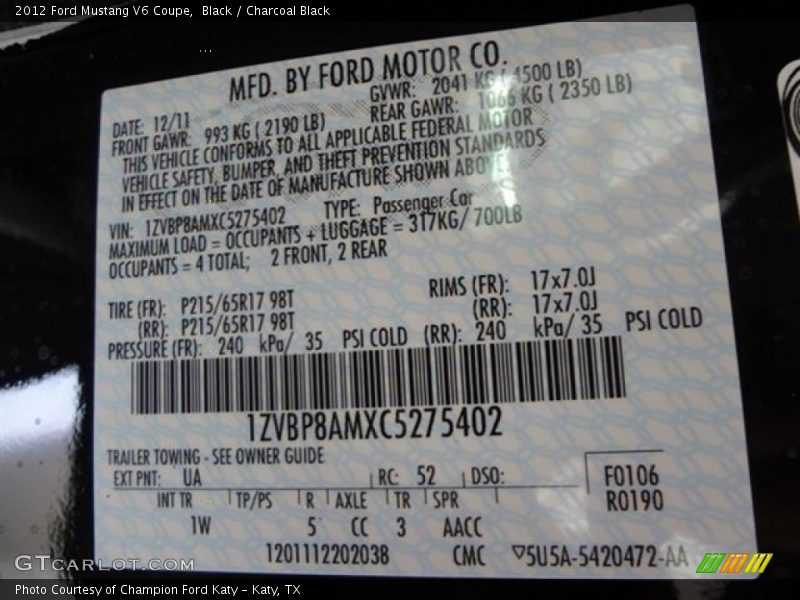 2012 Ford Mustang V6 Coupe, Black / Charcoal Black
MFD. BY FORD MOTOR CO.
DATE: 12/11 GVWR: 2041 KG ( 4500 LB)
FRONT GAWR: 993 KG ( 2190 LB) REAR GAWR: 1066 KG ( 2350 LB)
THIS VEHICLE CONFORMS TO ALL APPLICABLE FEDERAL MOTOR
VEHICLE SAFETY, BUMPER, AND THEFT PREVENTION STANDARDS
IN EFFECT ON THE DATE OF MANUFACTURE SHOWN ABOVE
VIN: 1ZVBP8AMXC5275402 TYPE: Passenger Car
MAXIMUM LOAD = OCCUPANTS + LUGGAGE = 317KG/ 700LB
OCCUPANTS = 4 TOTAL; 2 FRONT, 2 REAR
TIRE (FR): P215/65R17 98T RIMS (FR): 17x7.0J
(RR): P215/65R17 98T (RR): 17x7.0J
PRESSURE (FR): 240 kPa/ 35 PSI COLD (RR): 240 kPa/ 35 PSI COLD
1ZVBP8AMXC5275402
TRAILER TOWING - SEE OWNER GUIDE
EXT PNT: UA RC: 52 DSO: F0106
INT TR TP/PS R AXLE TR SPR R0190
1W 5 CC 3 AACC
1201112202038 CMC ▽5U5A-5420472-AA
GTCARLOT.COM
Photo Courtesy of Champion Ford Katy – Katy, TX